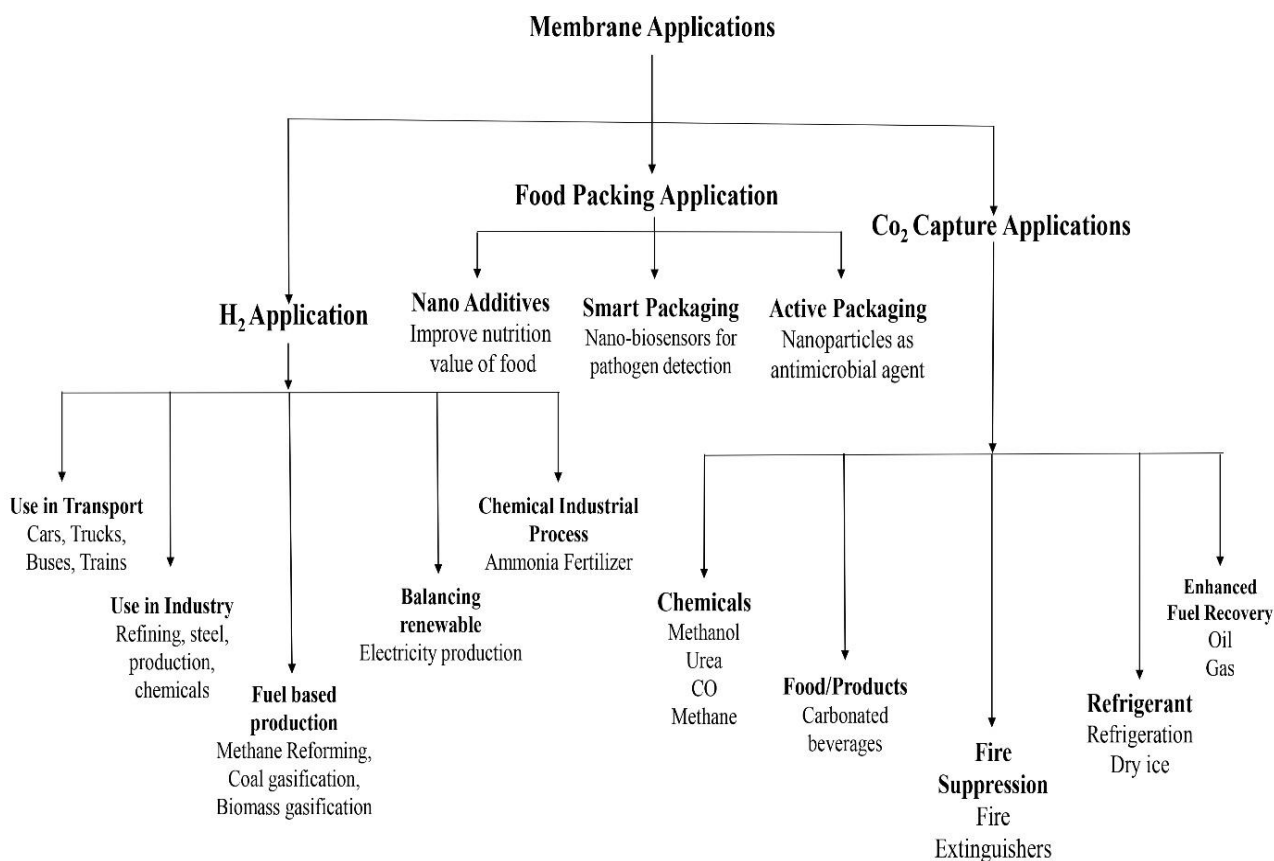 Membrane Applications
Food Packing Application
Co₂ Capture Applications
H₂ Application
Nano Additives
Improve nutrition
value of food
Smart Packaging
Nano-biosensors for
pathogen detection
Active Packaging
Nanoparticles as
antimicrobial agent
Use in Transport
Cars, Trucks,
Buses, Trains
Use in Industry
Refining, steel,
production,
chemicals
Fuel based
production
Methane Reforming,
Coal gasification,
Biomass gasification
Balancing
renewable
Electricity production
Chemical Industrial
Process
Ammonia Fertilizer
Chemicals
Methanol
Urea
CO
Methane
Food/Products
Carbonated
beverages
Fire
Suppression
Fire
Extinguishers
Refrigerant
Refrigeration
Dry ice
Enhanced
Fuel Recovery
Oil
Gas